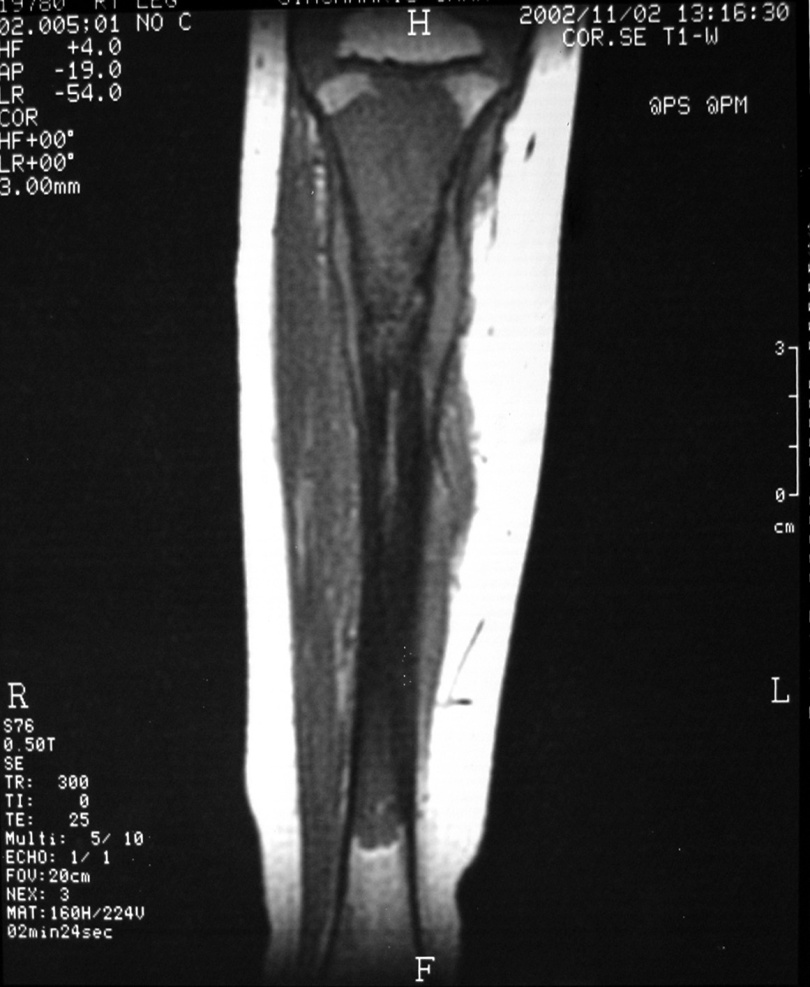 19780 RT LEG
H
2002/11/02 13:16:30
02.005;01 NO C
COR.SE T1-W
HF +4.0
AP -19.0
LR -54.0
COR
HF+00°
LR+00°
3.00mm
@PS @PM
3
0
cm
R
L
S76
0.50T
SE
TR: 300
TI: 0
TE: 25
Multi: 5/ 10
ECHO: 1/ 1
FOV:20cm
NEX: 3
MAT:160H/224V
02min24sec
F